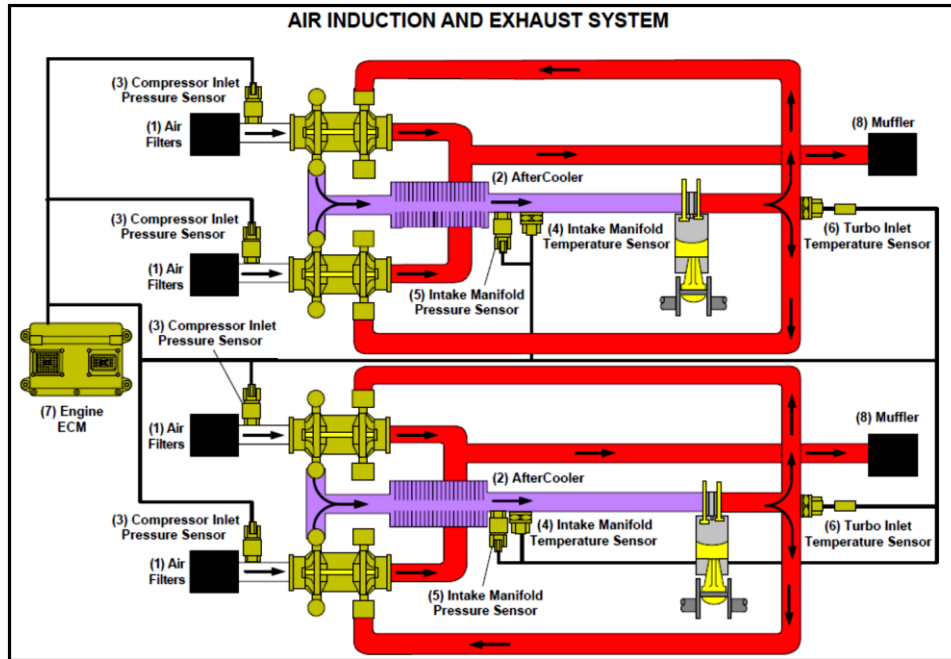 AIR INDUCTION AND EXHAUST SYSTEM
(3) Compressor Inlet
Pressure Sensor
(1) Air
Filters
(8) Muffler
(2) AfterCooler
(3) Compressor Inlet
Pressure Sensor
(4) Intake Manifold
Temperature Sensor
(6) Turbo Inlet
Temperature Sensor
(1) Air
Filters
(5) Intake Manifold
Pressure Sensor
(3) Compressor Inlet
Pressure Sensor
(7) Engine
ECM
(1) Air
Filters
(8) Muffler
(2) AfterCooler
(3) Compressor Inlet
Pressure Sensor
(4) Intake Manifold
Temperature Sensor
(6) Turbo Inlet
Temperature Sensor
(1) Air
Filters
(5) Intake Manifold
Pressure Sensor